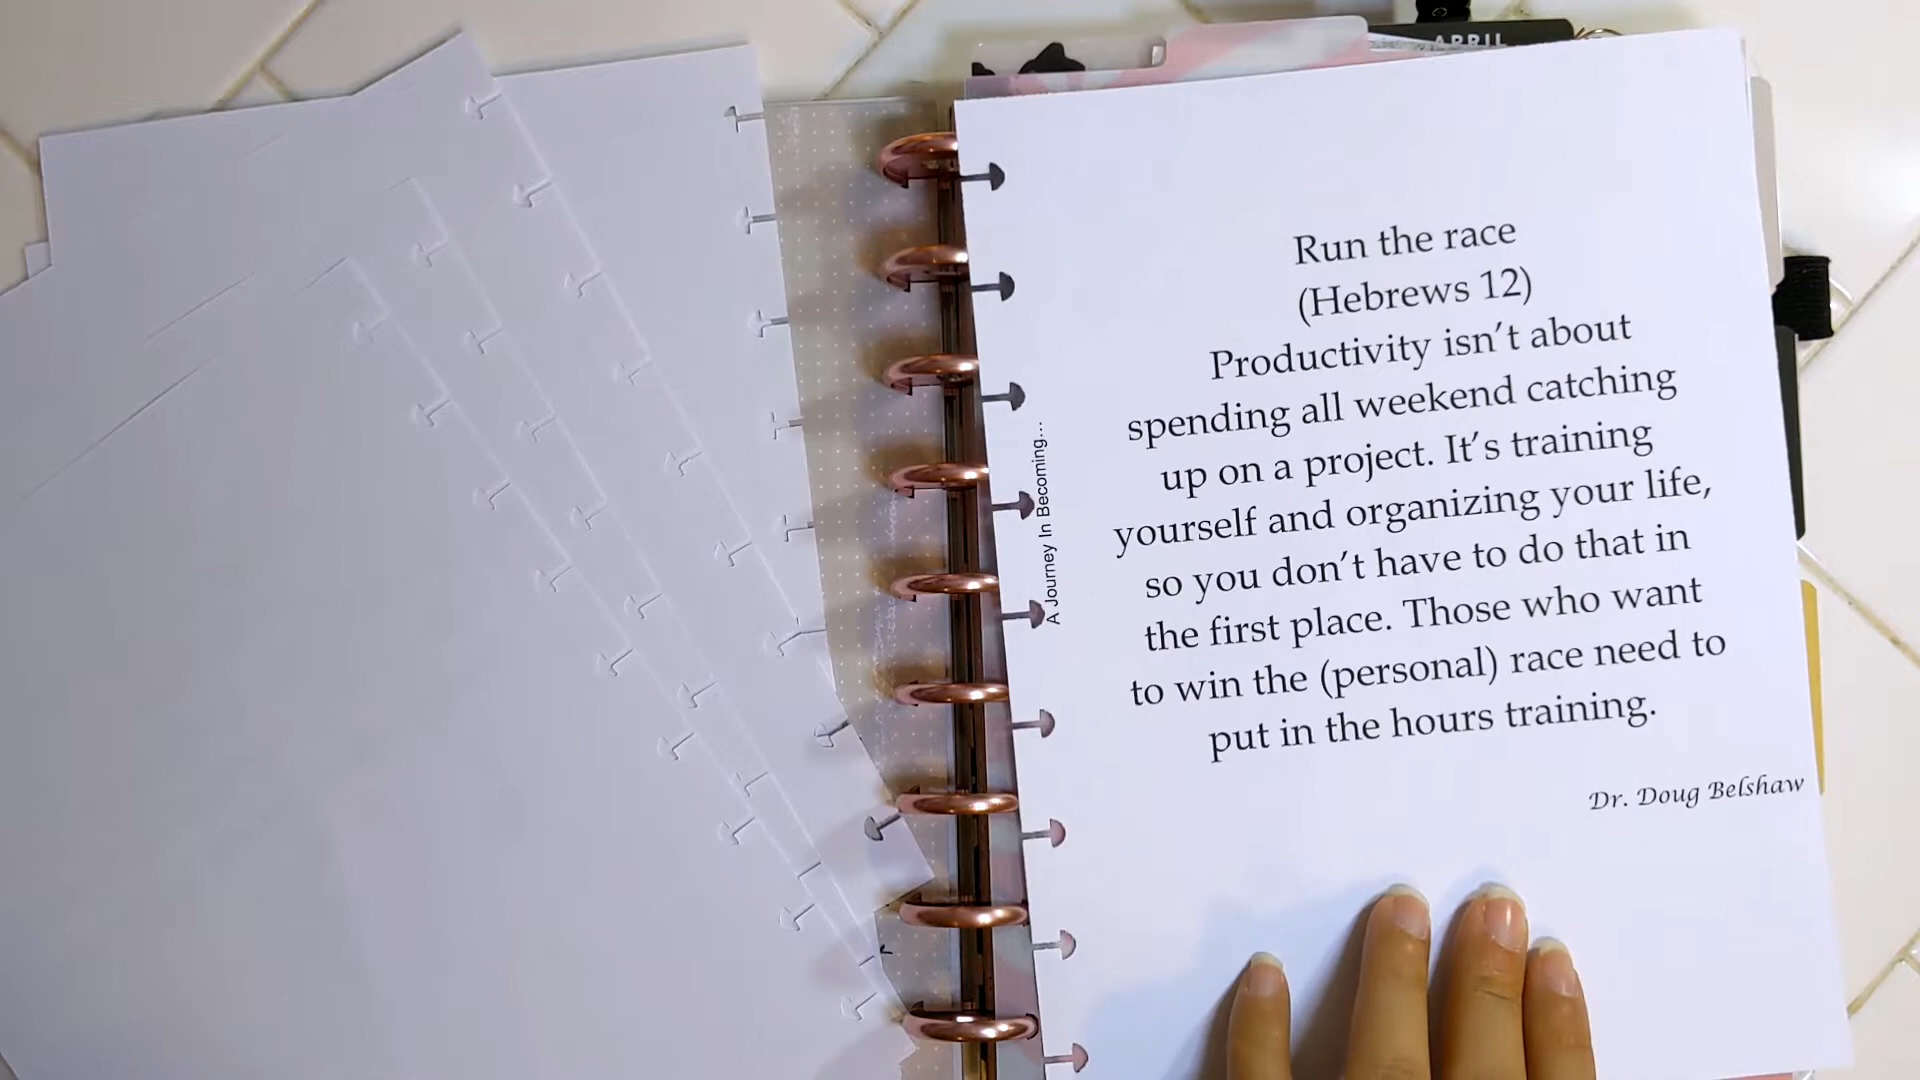 APRIL
Run the race
(Hebrews 12)
Productivity isn't about
spending all weekend catching
up on a project. It's training
yourself and organizing your life,
so you don't have to do that in
the first place. Those who want
to win the (personal) race need to
put in the hours training.
Dr. Doug Belshaw
A Journey In Becoming...